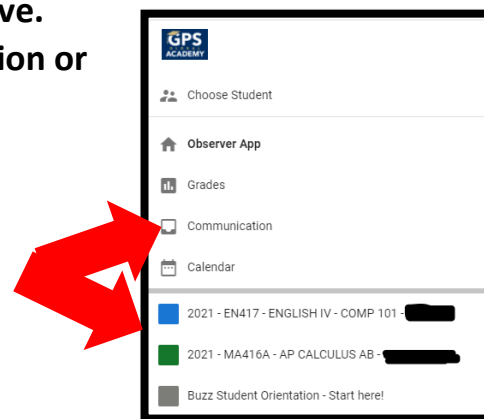 ve.
ion or
GPS
ACADEMY
Choose Student
Observer App
Grades
Communication
Calendar
2021 - EN417 - ENGLISH IV - COMP 101 -
2021 - MA416A - AP CALCULUS AB -
Buzz Student Orientation - Start here!